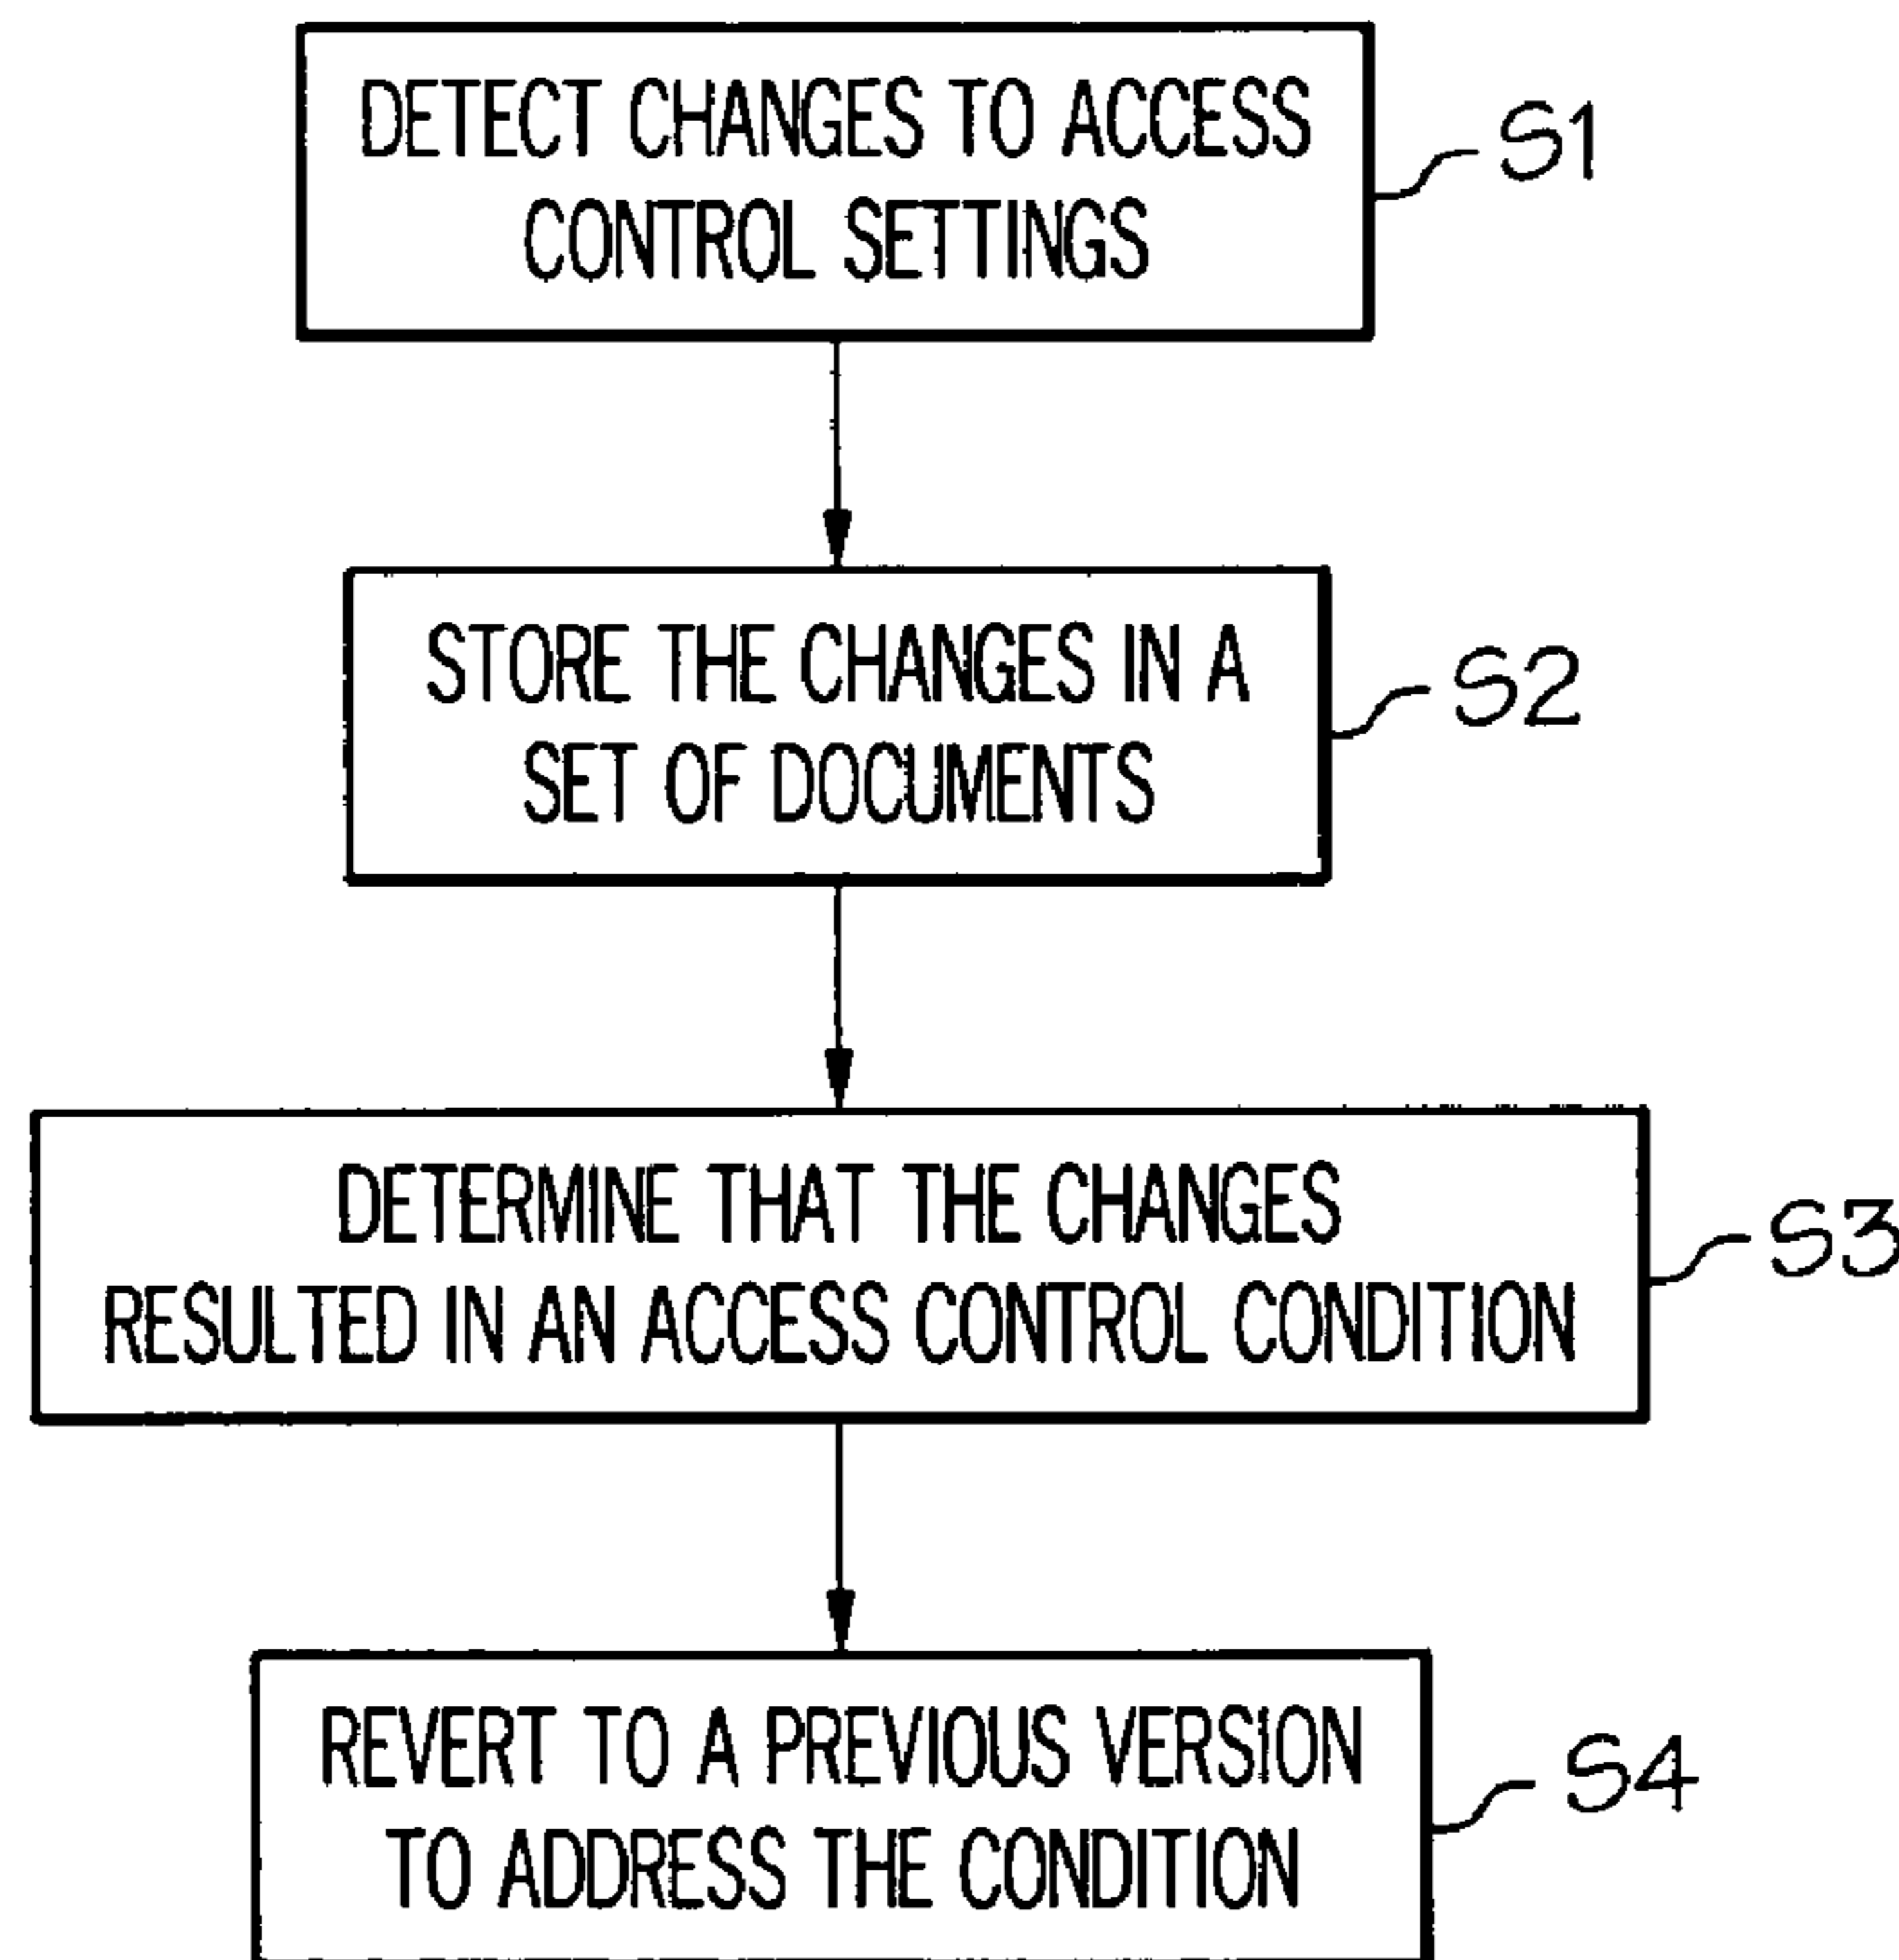 DETECT CHANGES TO ACCESS
CONTROL SETTINGS
S1
STORE THE CHANGES IN A
SET OF DOCUMENTS
S2
DETERMINE THAT THE CHANGES
RESULTED IN AN ACCESS CONTROL CONDITION
S3
REVERT TO A PREVIOUS VERSION
TO ADDRESS THE CONDITION
S4